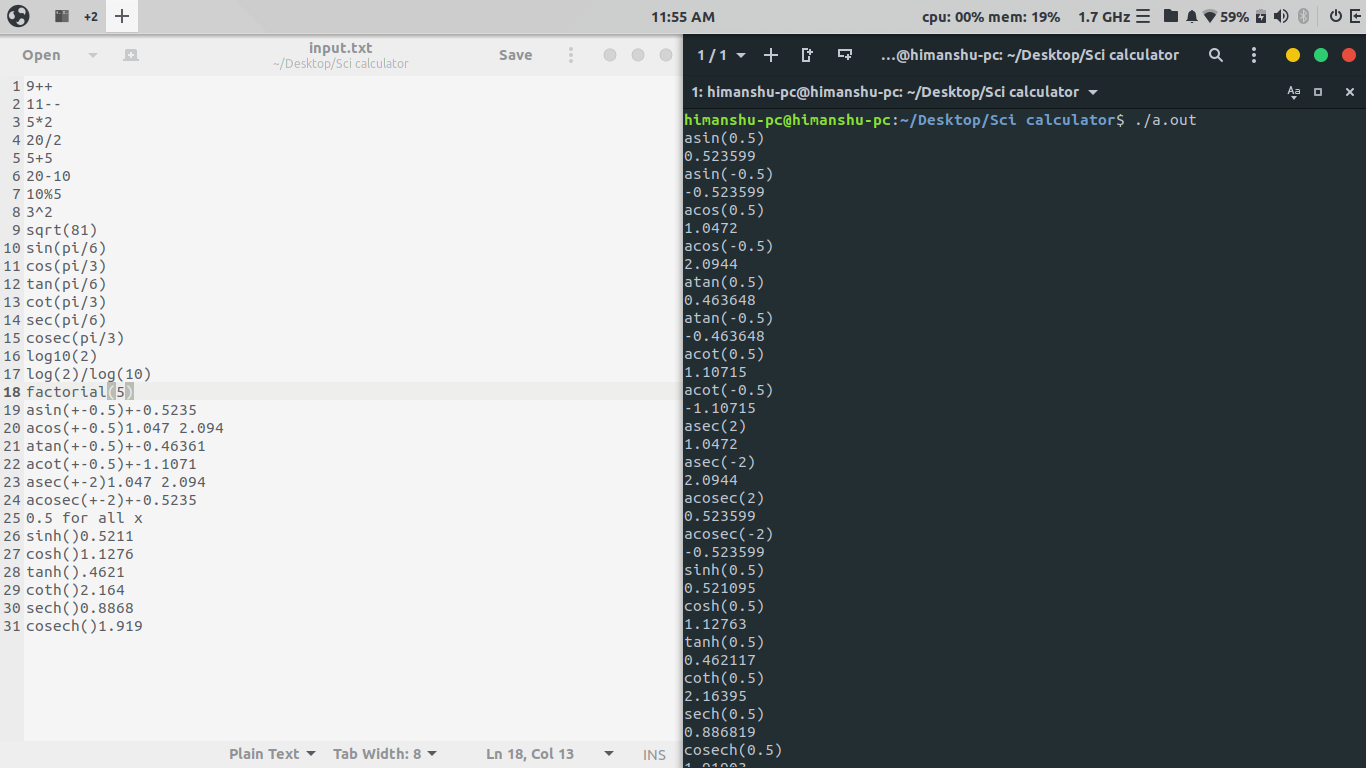 +2
11:55 AM
cpu: 00% mem: 19% 1.7 GHz
59%
Open
input.txt
~/Desktop/Sci calculator
Save
1 9++
2 11--
3 5*2
4 20/2
5 5+5
6 20-10
7 10%5
8 3^2
9 sqrt(81)
10 sin(pi/6)
11 cos(pi/3)
12 tan(pi/6)
13 cot(pi/3)
14 sec(pi/6)
15 cosec(pi/3)
16 log10(2)
17 log(2)/log(10)
18 factorial(5)
19 asin(+-0.5)+-0.5235
20 acos(+-0.5)1.047 2.094
21 atan(+-0.5)+-0.46361
22 acot(+-0.5)+-1.1071
23 asec(+-2)1.047 2.094
24 acosec(+-2)+-0.5235
25 0.5 for all x
26 sinh()0.5211
27 cosh()1.1276
28 tanh().4621
29 coth()2.164
30 sech()0.8868
31 cosech()1.919
Plain Text
Tab Width: 8
Ln 18, Col 13
INS
1 / 1
...@himanshu-pc: ~/Desktop/Sci calculator
1: himanshu-pc@himanshu-pc: ~/Desktop/Sci calculator
Aa
himanshu-pc@himanshu-pc:~/Desktop/Sci calculator$ ./a.out
asin(0.5)
0.523599
asin(-0.5)
-0.523599
acos(0.5)
1.0472
acos(-0.5)
2.0944
atan(0.5)
0.463648
atan(-0.5)
-0.463648
acot(0.5)
1.10715
acot(-0.5)
-1.10715
asec(2)
1.0472
asec(-2)
2.0944
acosec(2)
0.523599
acosec(-2)
-0.523599
sinh(0.5)
0.521095
cosh(0.5)
1.12763
tanh(0.5)
0.462117
coth(0.5)
2.16395
sech(0.5)
0.886819
cosech(0.5)